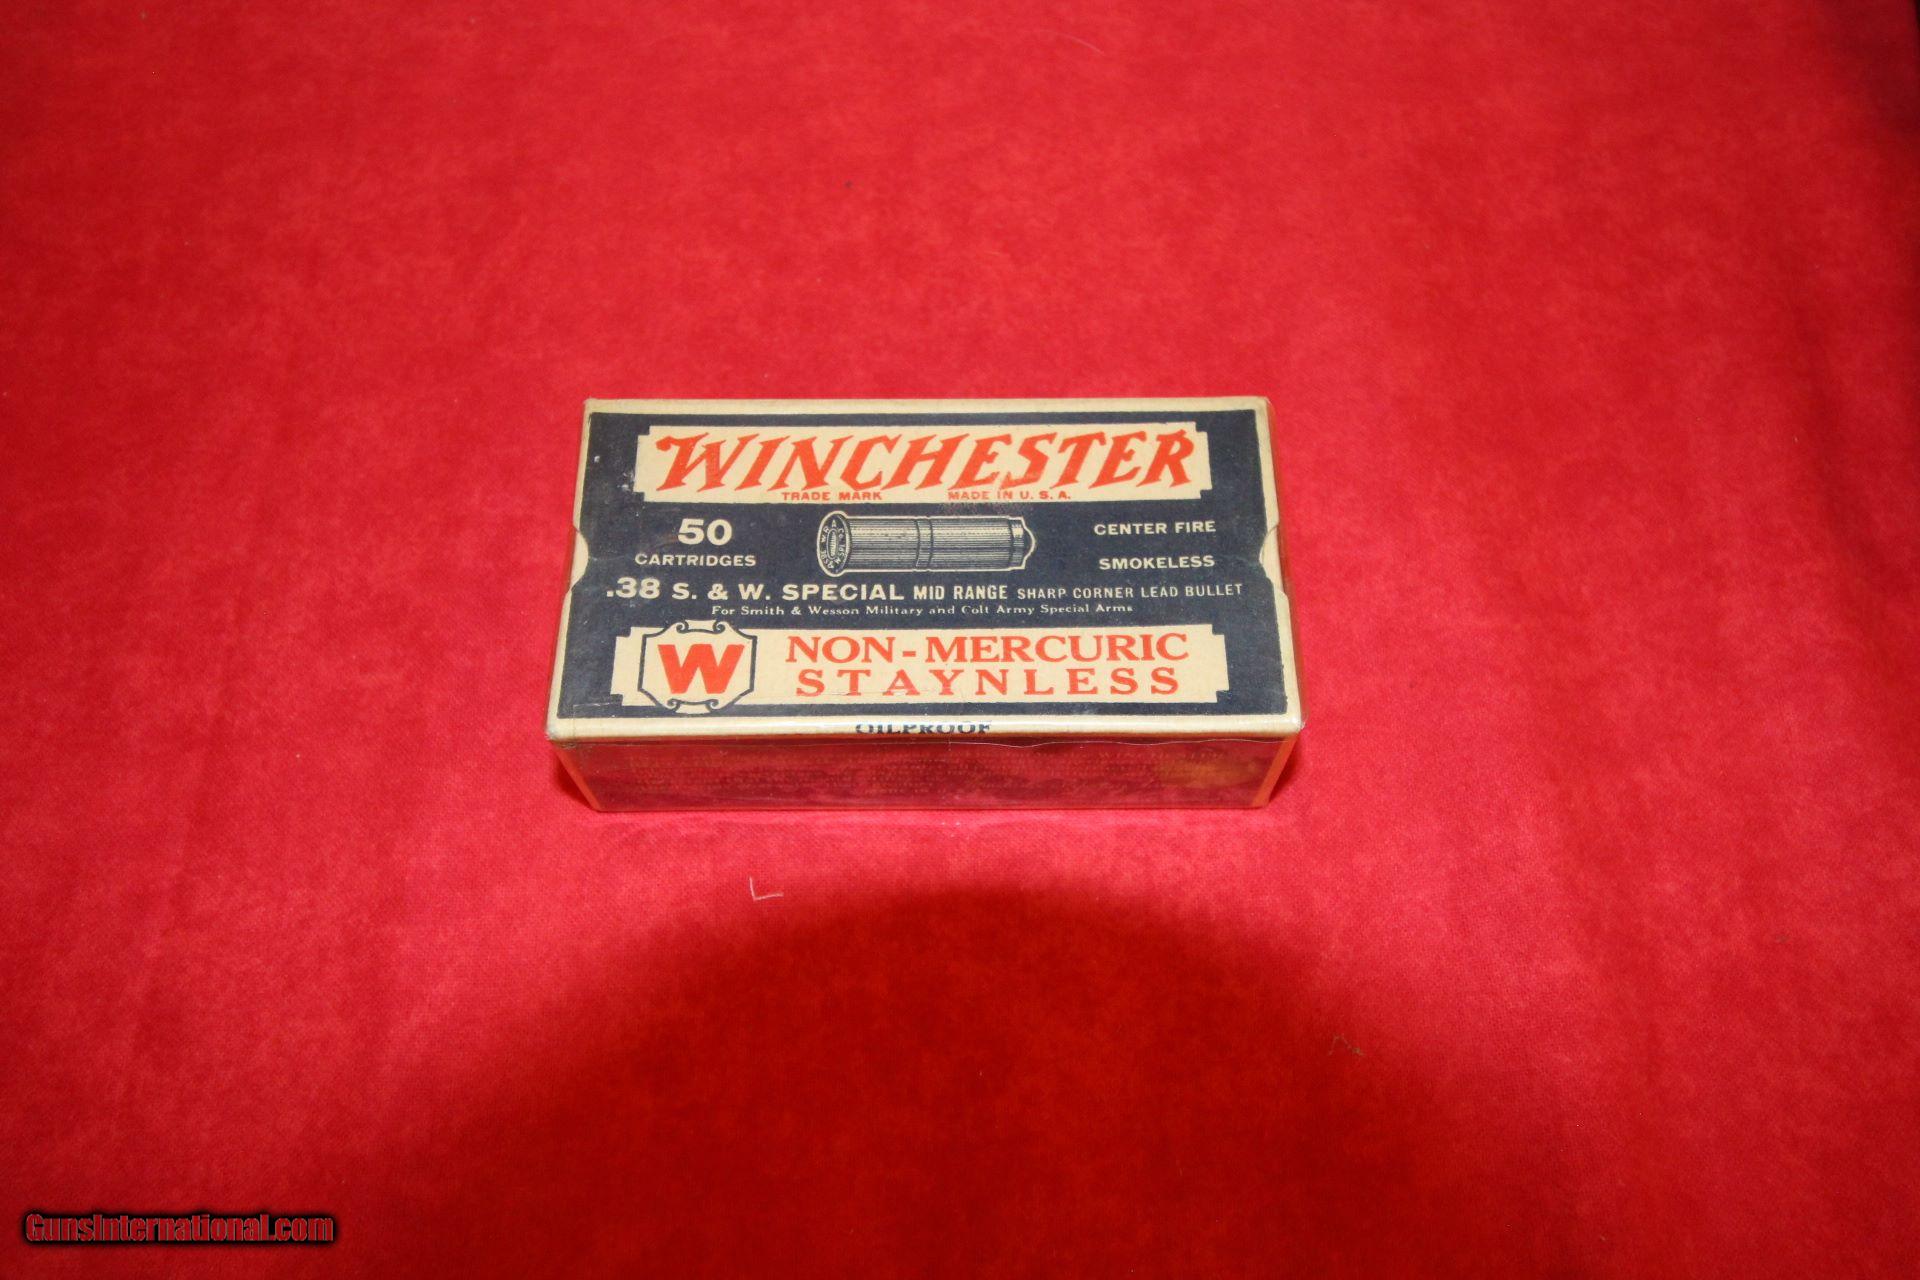 WINCHESTER
TRADE MARK MADE IN U. S. A.
50
CARTRIDGES
CENTER FIRE
SMOKELESS
.38 S. & W. SPECIAL MID RANGE SHARP CORNER LEAD BULLET
For Smith & Wesson Military and Colt Army Special Arms
W
NON-MERCURIC
STAYNLESS
OILPROOF
GunsInternational.com